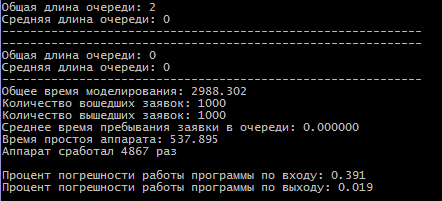 Общая длина очереди: 2
Средняя длина очереди: 0
------------------------------------------------------------
------------------------------------------------------------
Общая длина очереди: 0
Средняя длина очереди: 0
------------------------------------------------------------
Общее время моделирования: 2988.302
Количество вошедших заявок: 1000
Количество вышедших заявок: 1000
Среднее время пребывания заявки в очереди: 0.000000
Время простоя аппарата: 537.895
Аппарат сработал 4867 раз
Процент погрешности работы программы по входу: 0.391
Процент погрешности работы программы по выходу: 0.019